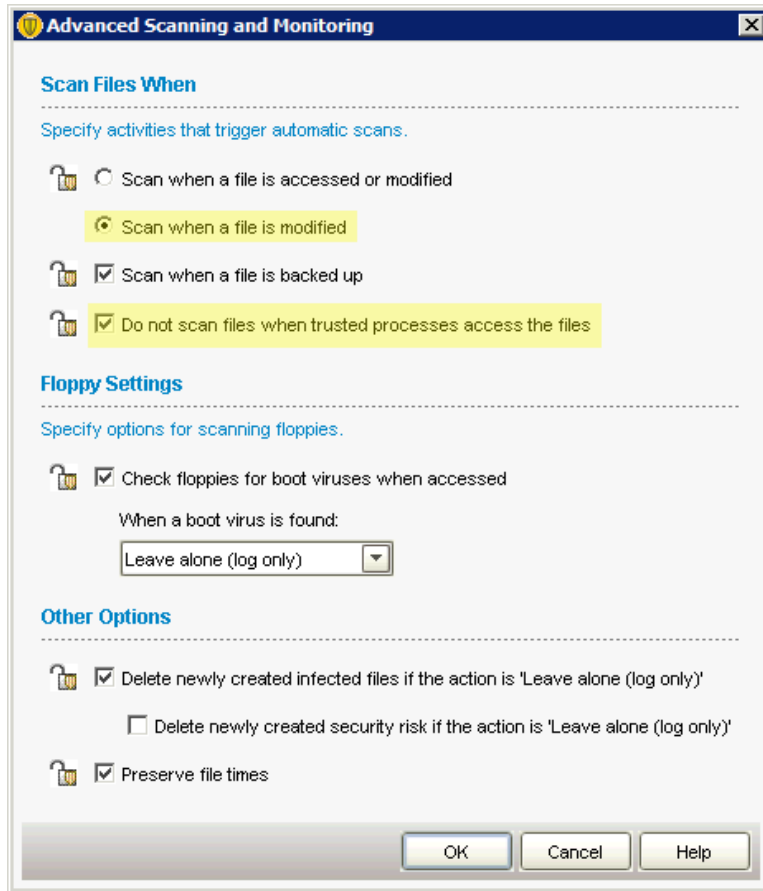 Advanced Scanning and Monitoring
Scan Files When
Specify activities that trigger automatic scans.
Scan when a file is accessed or modified
Scan when a file is modified
Scan when a file is backed up
Do not scan files when trusted processes access the files
Floppy Settings
Specify options for scanning floppies.
Check floppies for boot viruses when accessed
When a boot virus is found:
Leave alone (log only)
Other Options
Delete newly created infected files if the action is 'Leave alone (log only)'
Delete newly created security risk if the action is 'Leave alone (log only)'
Preserve file times
OK Cancel Help